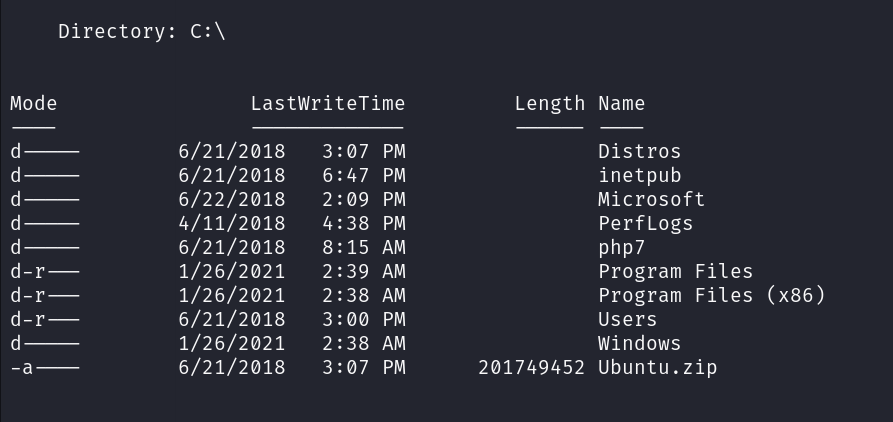 Directory: C:\
Mode                LastWriteTime         Length Name
----                -------------         ------ ----
d-----        6/21/2018   3:07 PM                Distros
d-----        6/21/2018   6:47 PM                inetpub
d-----        6/22/2018   2:09 PM                Microsoft
d-----        4/11/2018   4:38 PM                PerfLogs
d-----        6/21/2018   8:15 AM                php7
d-r---        1/26/2021   2:39 AM                Program Files
d-r---        1/26/2021   2:38 AM                Program Files (x86)
d-r---        6/21/2018   3:00 PM                Users
d-----        1/26/2021   2:38 AM                Windows
-a----        6/21/2018   3:07 PM      201749452 Ubuntu.zip